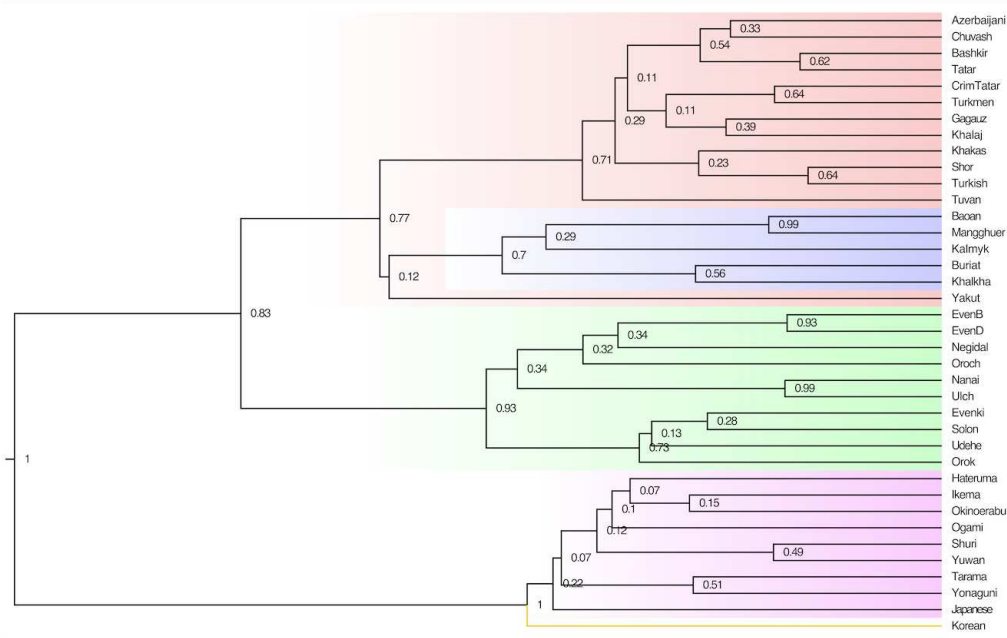 Azerbaijani
0.33
Chuvash
0.54
Bashkir
0.62
Tatar
0.11
CrimTatar
0.64
Turkmen
0.11
Gagauz
0.29
0.39
Khalaj
Khakas
0.71
0.23
Shor
0.64
Turkish
Tuvan
Baoan
0.77
0.99
Mangghuer
0.29
Kalmyk
0.7
Buriat
0.12
0.56
Khalkha
Yakut
0.83
EvenB
0.93
EvenD
0.34
Negidal
0.32
Oroch
0.34
Nanai
0.99
Ulch
0.93
Evenki
0.28
Solon
0.13
Udehe
0.73
1
Orok
Hateruma
0.07
Ikema
0.15
0.1
Okinoerabu
0.12
Ogami
Shuri
0.49
0.07
Yuwan
Tarama
0.22
0.51
Yonaguni
1
Japanese
Korean